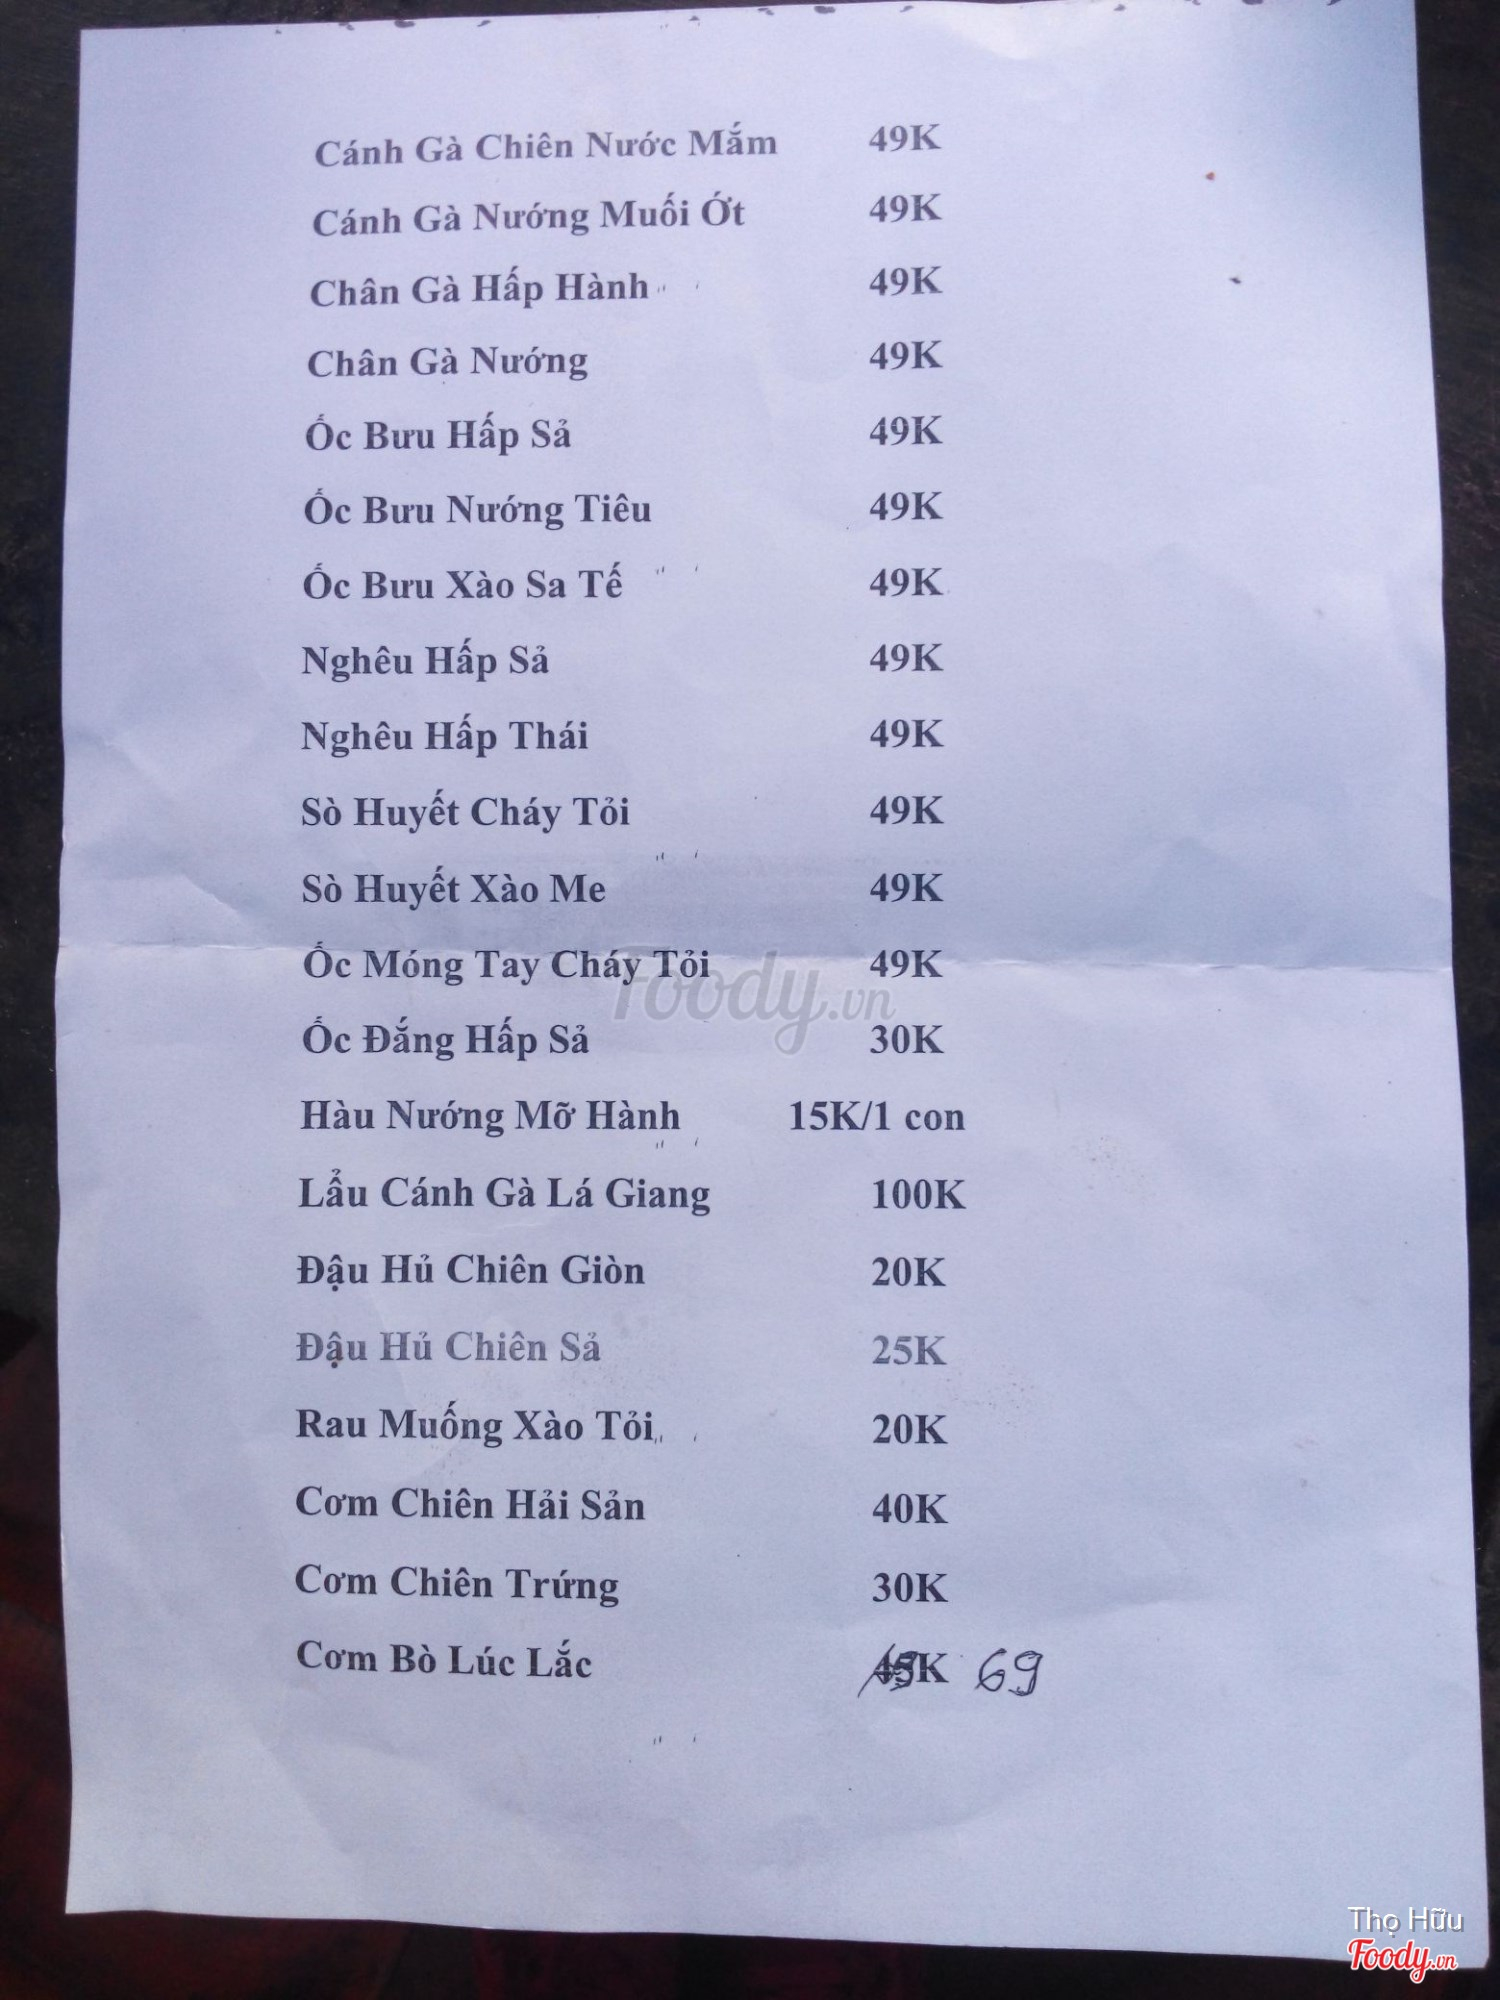 Cánh Gà Chiên Nước Mắm 49K
Cánh Gà Nướng Muối Ớt 49K
Chân Gà Hấp Hành 49K
Chân Gà Nướng 49K
Ốc Bưu Hấp Sả 49K
Ốc Bưu Nướng Tiêu 49K
Ốc Bưu Xào Sa Tế 49K
Nghêu Hấp Sả 49K
Nghêu Hấp Thái 49K
Sò Huyết Cháy Tỏi 49K
Sò Huyết Xào Me 49K
Ốc Móng Tay Cháy Tỏi 49K
Foody.vn
Ốc Đắng Hấp Sả 30K
Hàu Nướng Mỡ Hành 15K/1 con
Lẩu Cánh Gà Lá Giang 100K
Đậu Hủ Chiên Giòn 20K
Đậu Hủ Chiên Sả 25K
Rau Muống Xào Tỏi 20K
Cơm Chiên Hải Sản 40K
Cơm Chiên Trứng 30K
Cơm Bò Lúc Lắc 45K 69
Thọ Hữu
Foody.vn